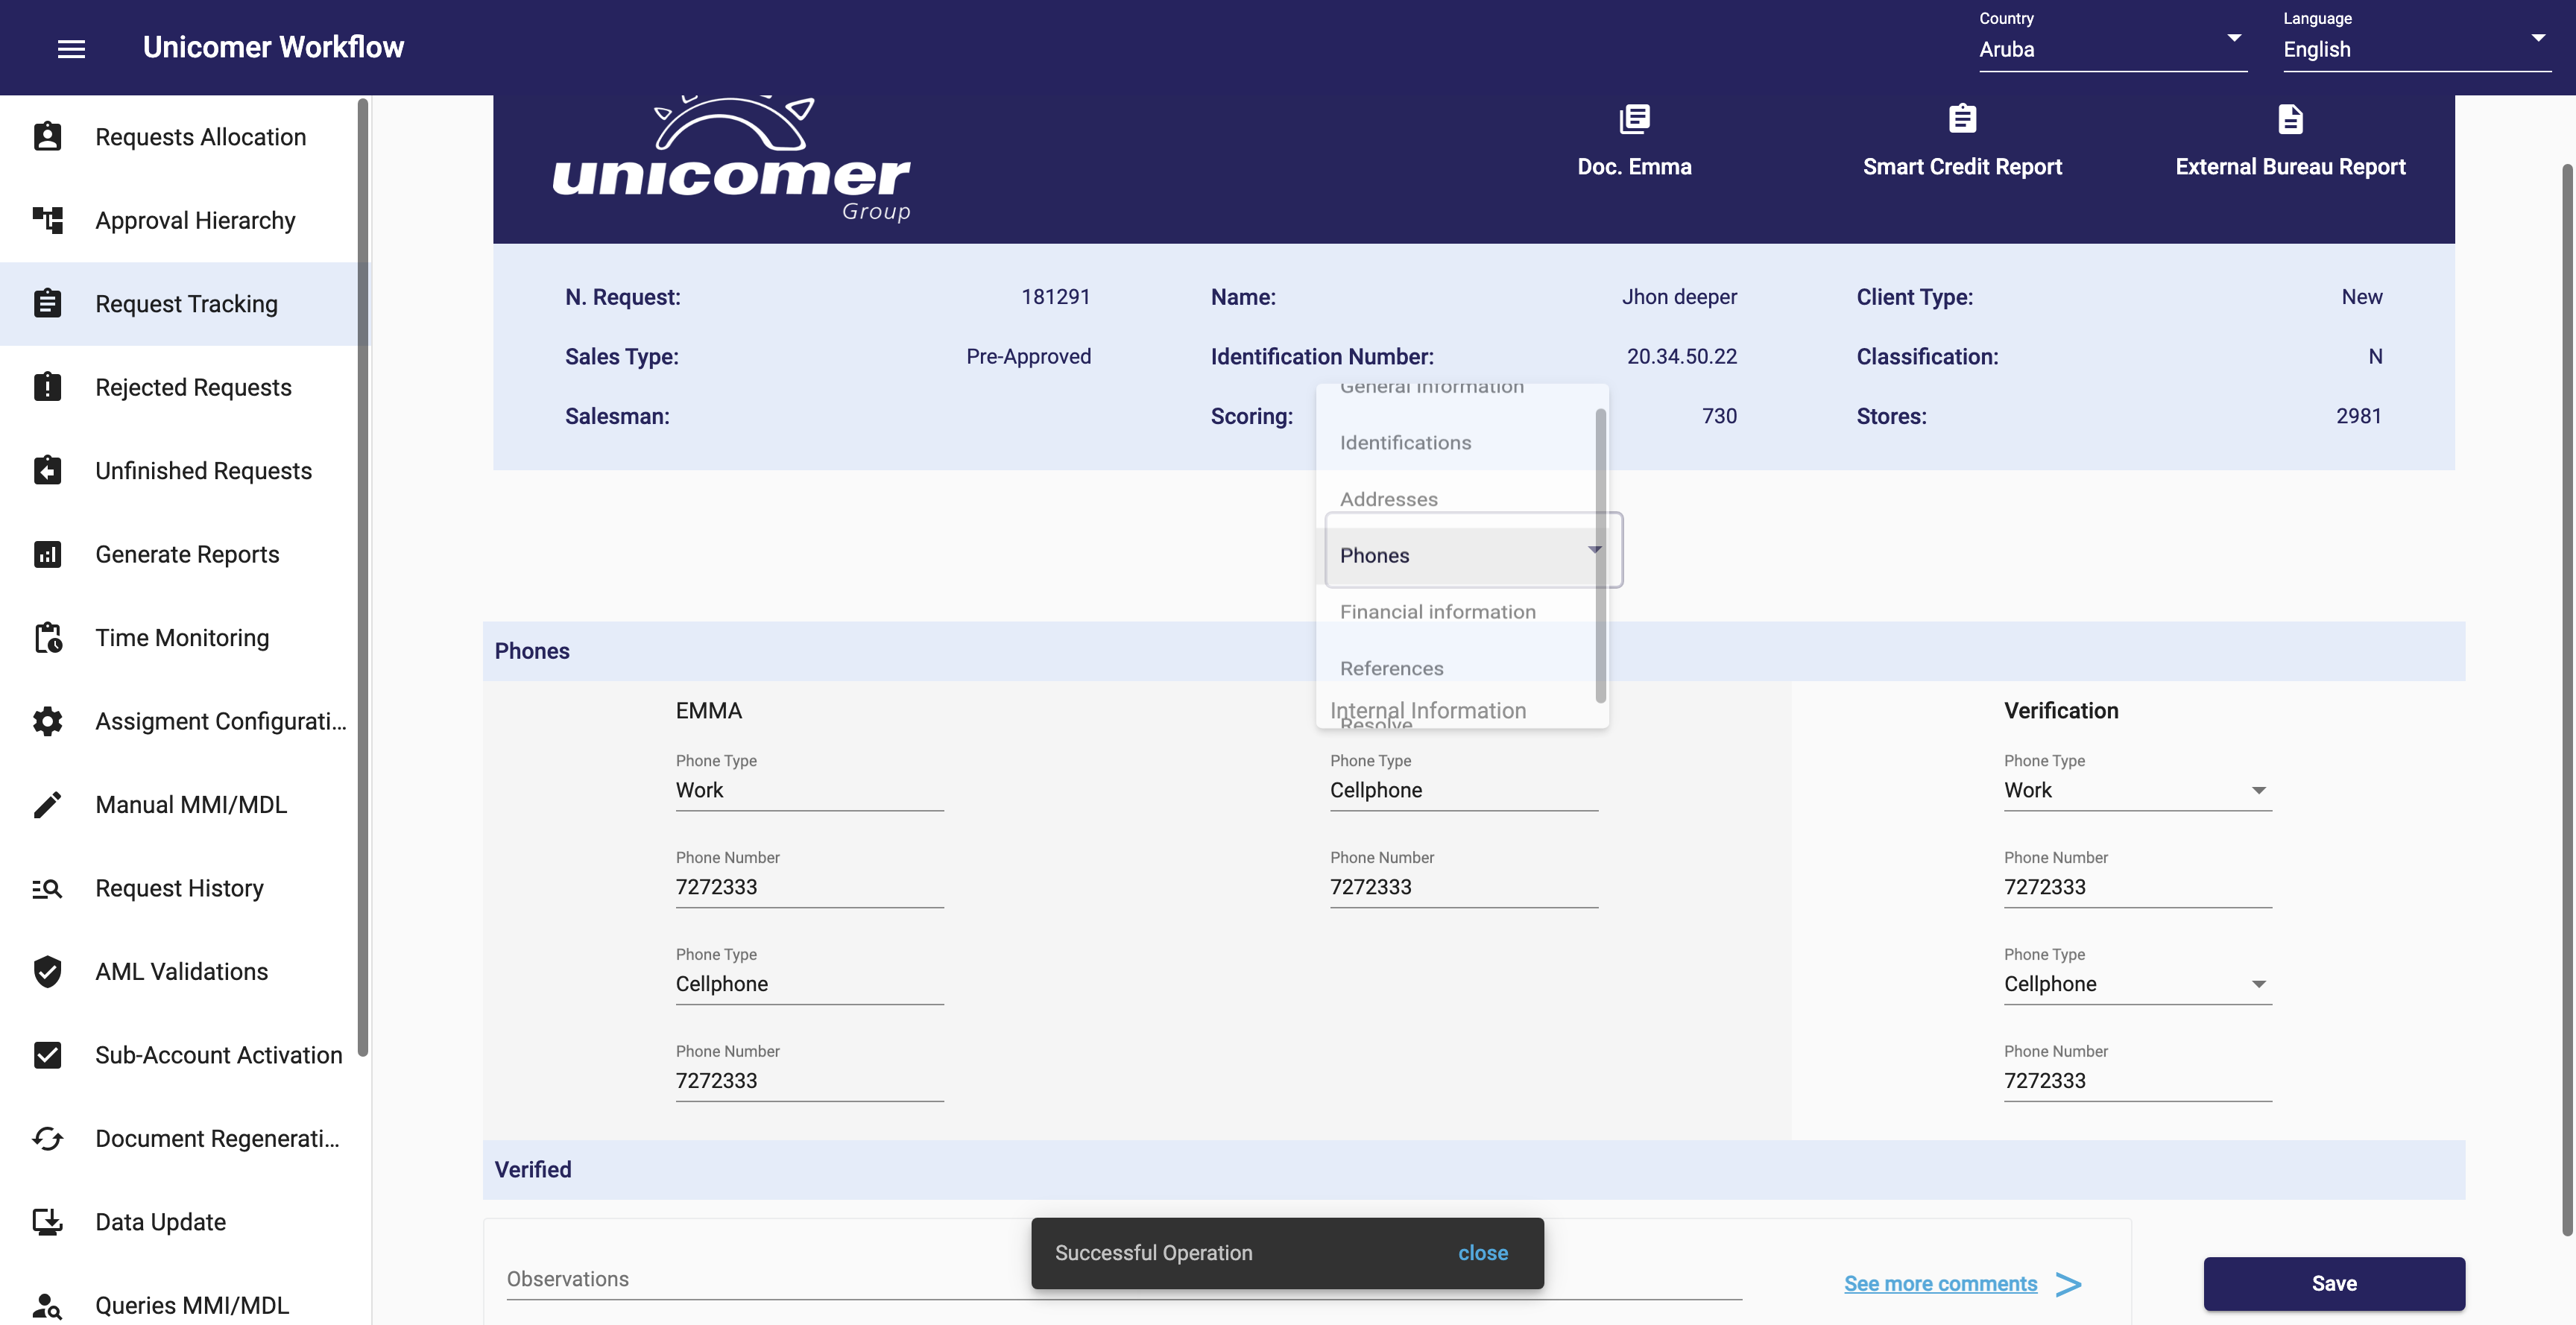 Unicomer Workflow
Country
Aruba
Language
English
Requests Allocation
Approval Hierarchy
Request Tracking
Rejected Requests
Unfinished Requests
Generate Reports
Time Monitoring
Assigment Configurati...
Manual MMI/MDL
Request History
AML Validations
Sub-Account Activation
Document Regenerati...
Data Update
Queries MMI/MDL
unicomer
Group
Doc. Emma
Smart Credit Report
External Bureau Report
N. Request: 181291
Name: Jhon deeper
Client Type: New
Sales Type: Pre-Approved
Identification Number: 20.34.50.22
Classification: N
Salesman:
Scoring: 730
Stores: 2981
General Information
Identifications
Addresses
Phones
Financial information
References
Resolve
Phones
EMMA
Internal Information
Verification
Phone Type
Work
Phone Number
7272333
Phone Type
Cellphone
Phone Number
7272333
Phone Type
Cellphone
Phone Number
7272333
Phone Type
Work
Phone Number
7272333
Phone Type
Cellphone
Phone Number
7272333
Verified
Observations
Successful Operation
close
See more comments
Save